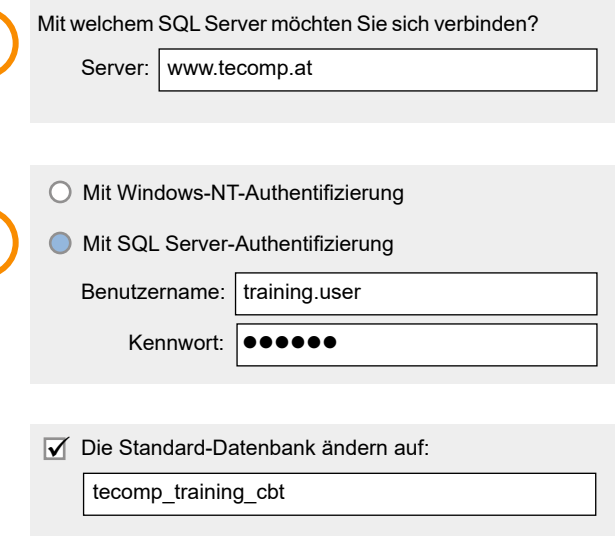 Mit welchem SQL Server möchten Sie sich verbinden?
Server: www.tecomp.at
Mit Windows-NT-Authentifizierung
Mit SQL Server-Authentifizierung
Benutzername: training.user
Kennwort: ●●●●●●
Die Standard-Datenbank ändern auf:
tecomp_training_cbt